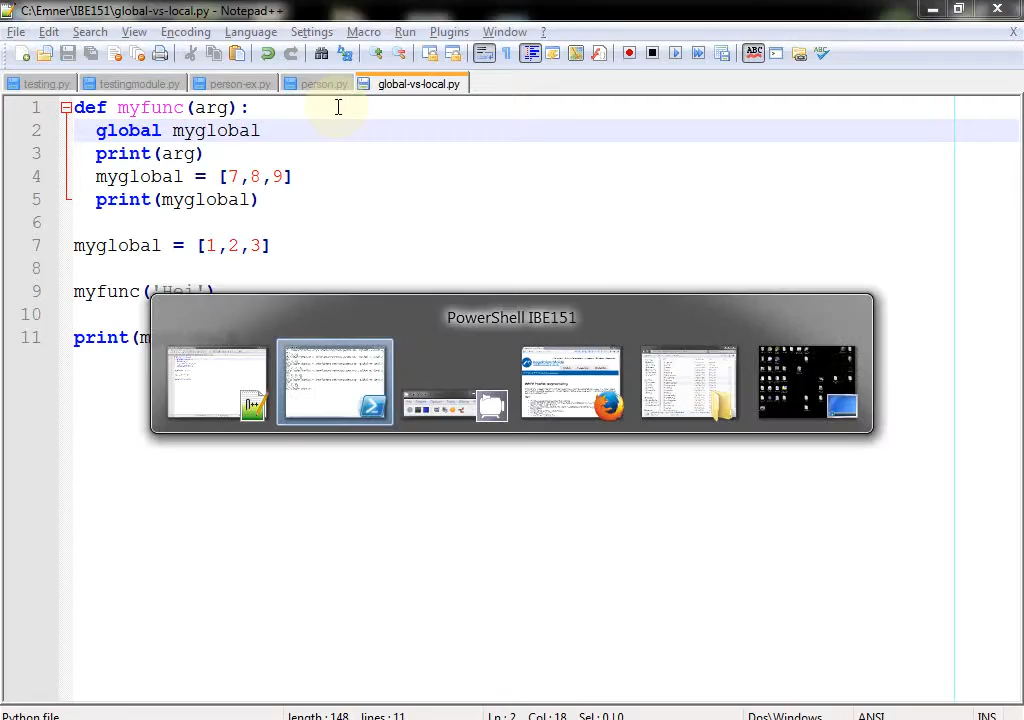 C:\Emner\IBE151\global-vs-local.py - Notepad++
File Edit Search View Encoding Language Settings Macro Run Plugins Window ? X
testing.py testingmodule.py person-ex.py person.py global-vs-local.py
1 def myfunc(arg):
2 global myglobal
3 print(arg)
4 myglobal = [7,8,9]
5 print(myglobal)
6
7 myglobal = [1,2,3]
8
9 myfunc('Hei')
10
11 print(m
PowerShell IBE151
Python file length : 148 lines : 11 Ln : 2 Col : 18 Sel : 0 | 0 Dos\Windows ANSI INS